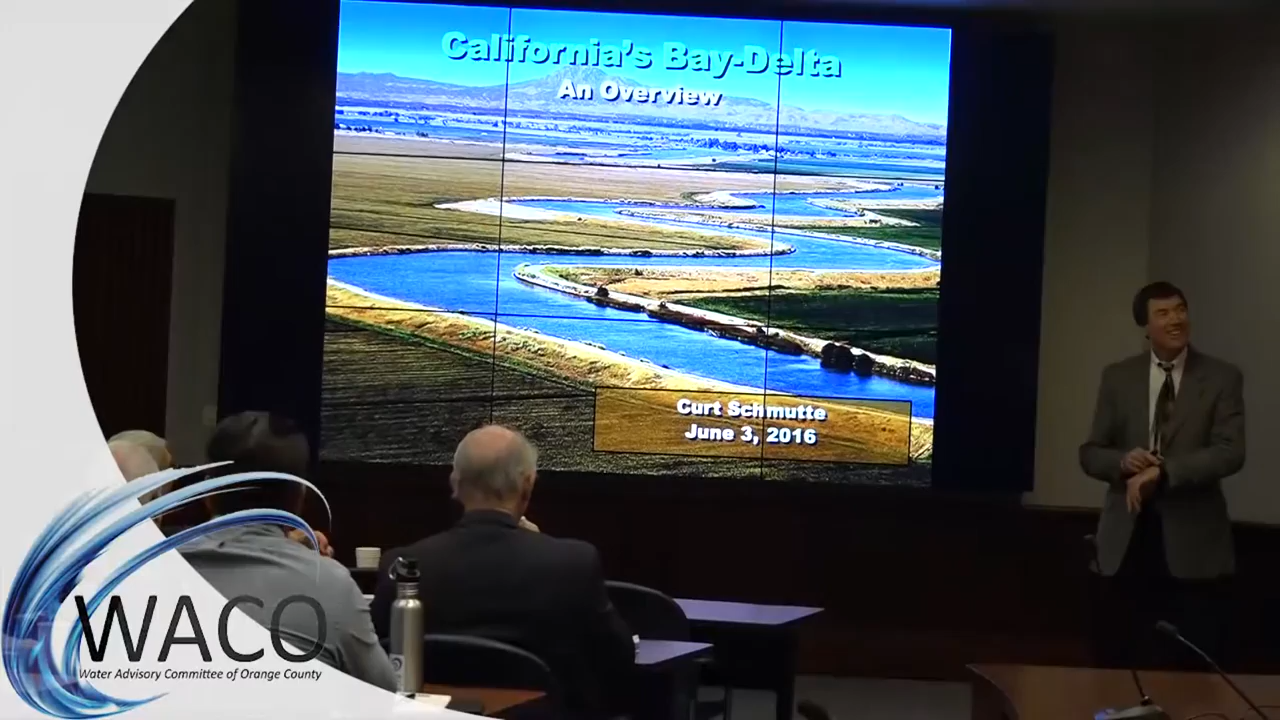 California's Bay-Delta
An Overview
Curt Schmutte
June 3, 2016
WACO
Water Advisory Committee of Orange County